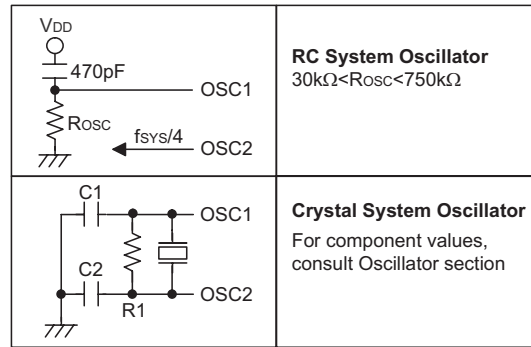 VDD
470pF
OSC1
ROSC
fSYS/4
OSC2
RC System Oscillator
30kΩ<ROSC<750kΩ
C1
OSC1
C2
OSC2
R1
Crystal System Oscillator
For component values,
consult Oscillator section